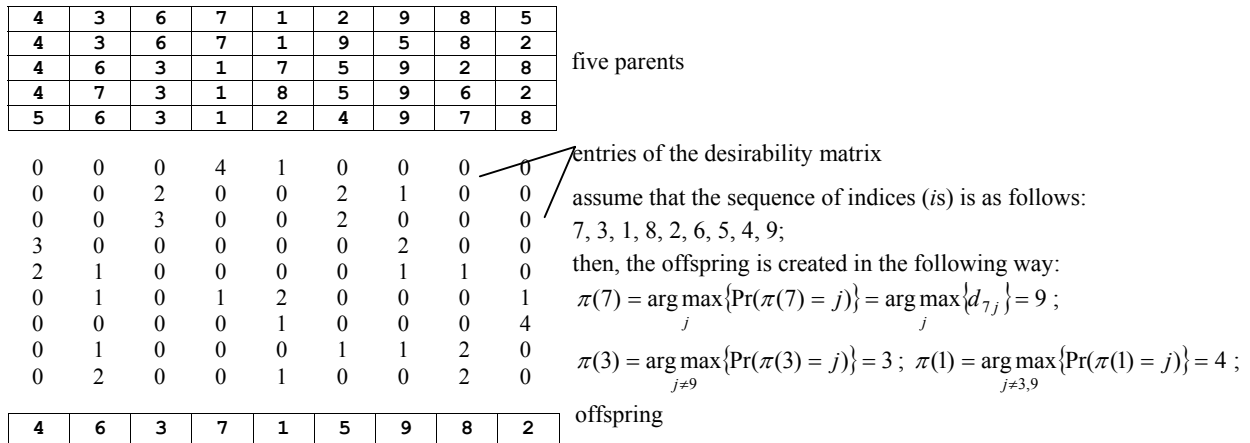 4 3 6 7 1 2 9 8 5
4 3 6 7 1 9 5 8 2
4 6 3 1 7 5 9 2 8
4 7 3 1 8 5 9 6 2
5 6 3 1 2 4 9 7 8
five parents
0 0 0 4 1 0 0 0 0
0 0 2 0 0 2 1 0 0
0 0 3 0 0 2 0 0 0
3 0 0 0 0 0 2 0 0
2 1 0 0 0 0 1 1 0
0 1 0 1 2 0 0 0 1
0 0 0 0 1 0 0 0 4
0 1 0 0 0 1 1 2 0
0 2 0 0 1 0 0 2 0
entries of the desirability matrix
assume that the sequence of indices (is) is as follows:
7, 3, 1, 8, 2, 6, 5, 4, 9;
then, the offspring is created in the following way:
π(7) = arg max_j {Pr(π(7) = j)} = arg max_j {d_{7j}} = 9 ;
π(3) = arg max_{j≠9} {Pr(π(3) = j)} = 3 ; π(1) = arg max_{j≠3,9} {Pr(π(1) = j)} = 4 ;
4 6 3 7 1 5 9 8 2
offspring